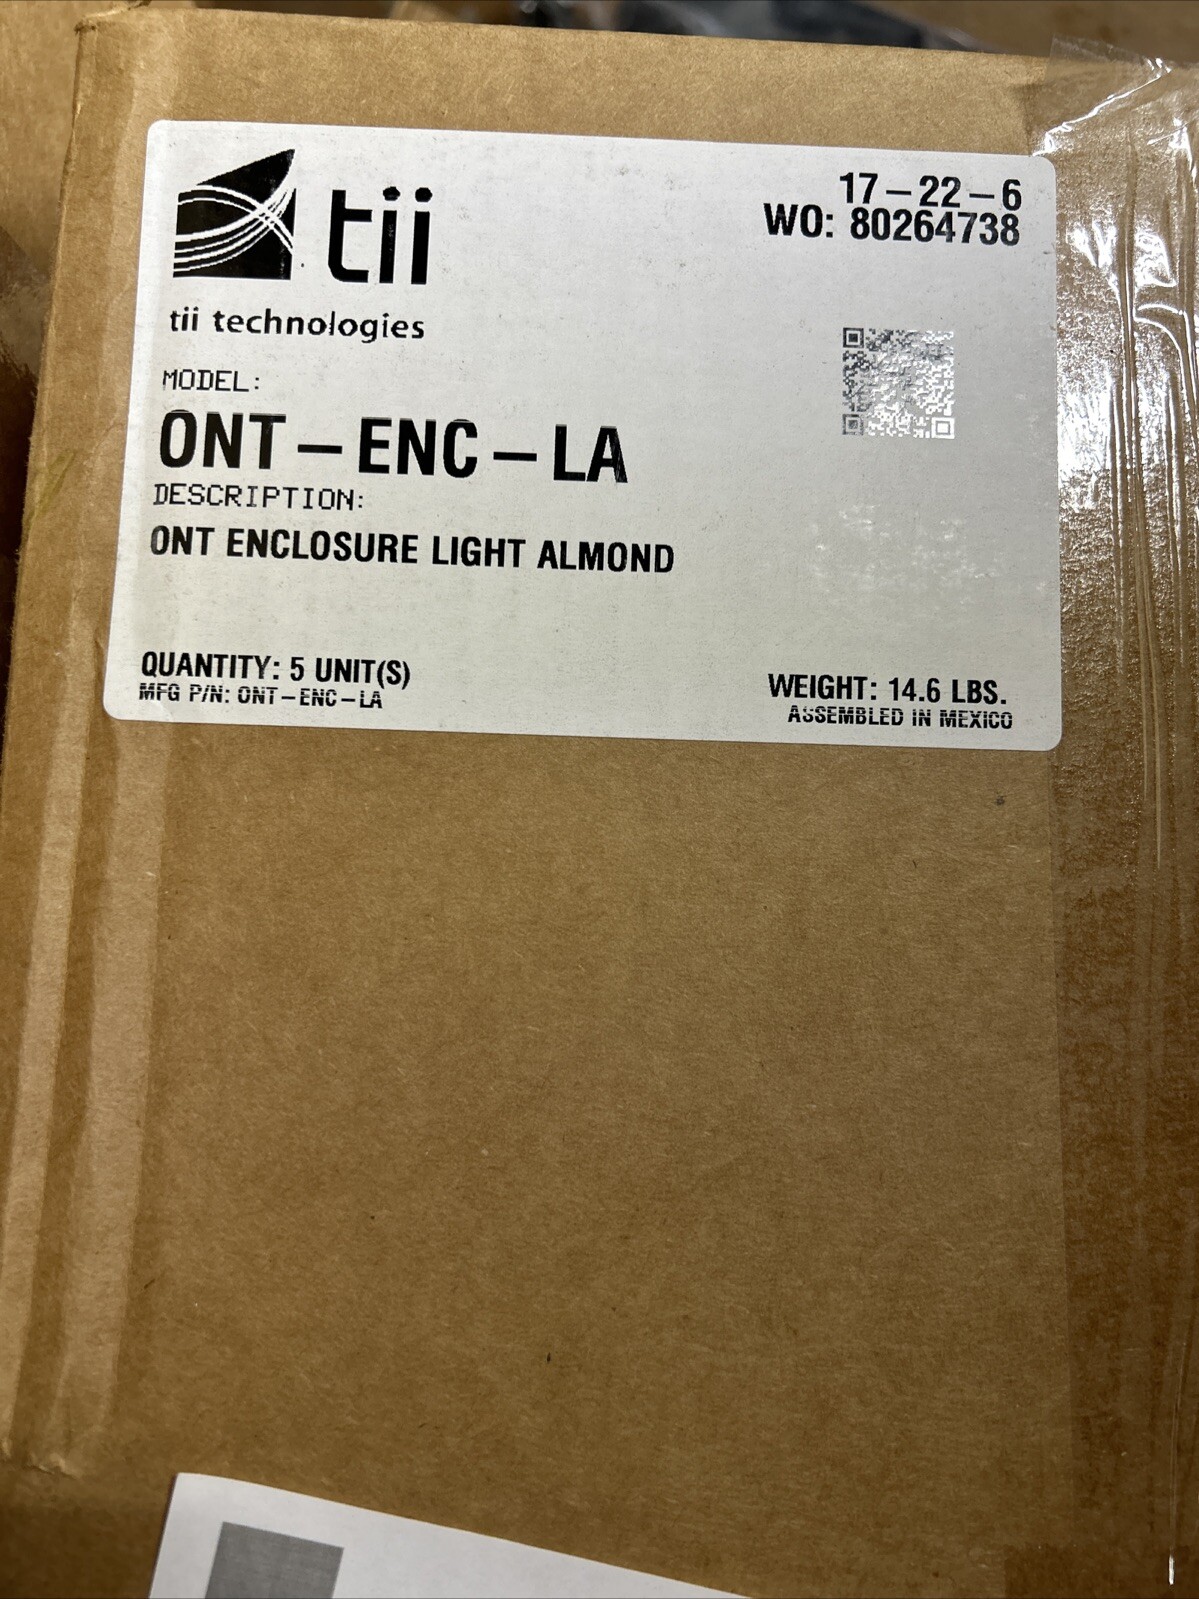 tii
tii technologies
17-22-6
WO: 80264738
MODEL:
ONT-ENC-LA
DESCRIPTION:
ONT ENCLOSURE LIGHT ALMOND
QUANTITY: 5 UNIT(S)
MFG P/N: ONT-ENC-LA
WEIGHT: 14.6 LBS.
ASSEMBLED IN MEXICO